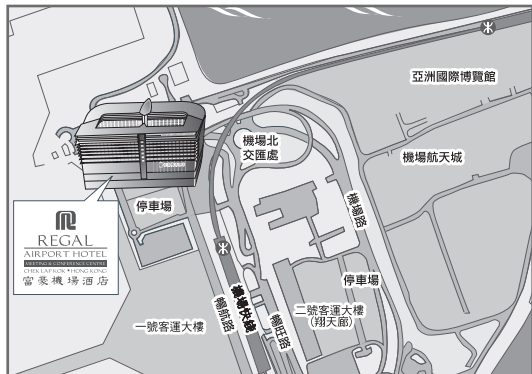 亞洲國際博覽館
機場北
交匯處
機場航天城
機場路
停車場
REGAL
AIRPORT HOTEL
MEETING & CONFERENCE CENTRE
CHEK LAP KOK • HONG KONG
富豪機場酒店
停車場
一號客運大樓
暢航路
機場快綫
暢旺路
二號客運大樓
(翔天廊)